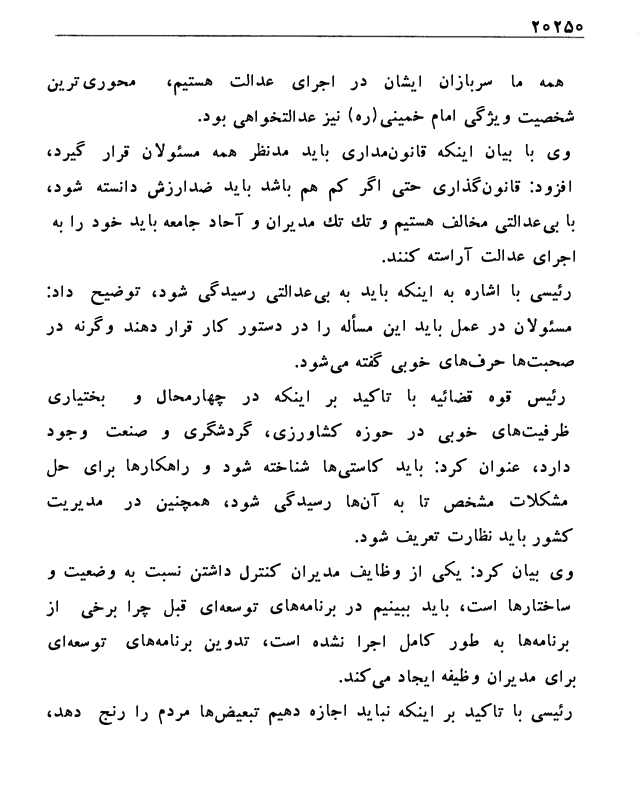 ۲۰۲۵۰
همه ما سربازان ایشان در اجرای عدالت هستیم، محوری‌ترین
شخصیت ویژگی امام خمینی(ره) نیز عدالتخواهی بود.
وی با بیان اینکه قانون‌مداری باید مدنظر همه مسئولان قرار گیرد،
افزود: قانون‌گذاری حتی اگر کم هم باشد باید ضدارزش دانسته شود،
با بی‌عدالتی مخالف هستیم و تك تك مدیران و آحاد جامعه باید خود را به
اجرای عدالت آراسته کنند.
رئیسی با اشاره به اینکه باید به بی‌عدالتی رسیدگی شود، توضیح داد:
مسئولان در عمل باید این مسأله را در دستور کار قرار دهند وگرنه در
صحبت‌ها حرف‌های خوبی گفته می‌شود.
رئیس قوه قضائیه با تاکید بر اینکه در چهارمحال و بختیاری
ظرفیت‌های خوبی در حوزه کشاورزی، گردشگری و صنعت وجود
دارد، عنوان کرد: باید کاستی‌ها شناخته شود و راهکارها برای حل
مشکلات مشخص تا به آن‌ها رسیدگی شود، همچنین در مدیریت
کشور باید نظارت تعریف شود.
وی بیان کرد: یکی از وظایف مدیران کنترل داشتن نسبت به وضعیت و
ساختارها است، باید ببینیم در برنامه‌های توسعه‌ای قبل چرا برخی از
برنامه‌ها به طور کامل اجرا نشده است، تدوین برنامه‌های توسعه‌ای
برای مدیران وظیفه ایجاد می‌کند.
رئیسی با تاکید بر اینکه نباید اجازه دهیم تبعیض‌ها مردم را رنج دهد،